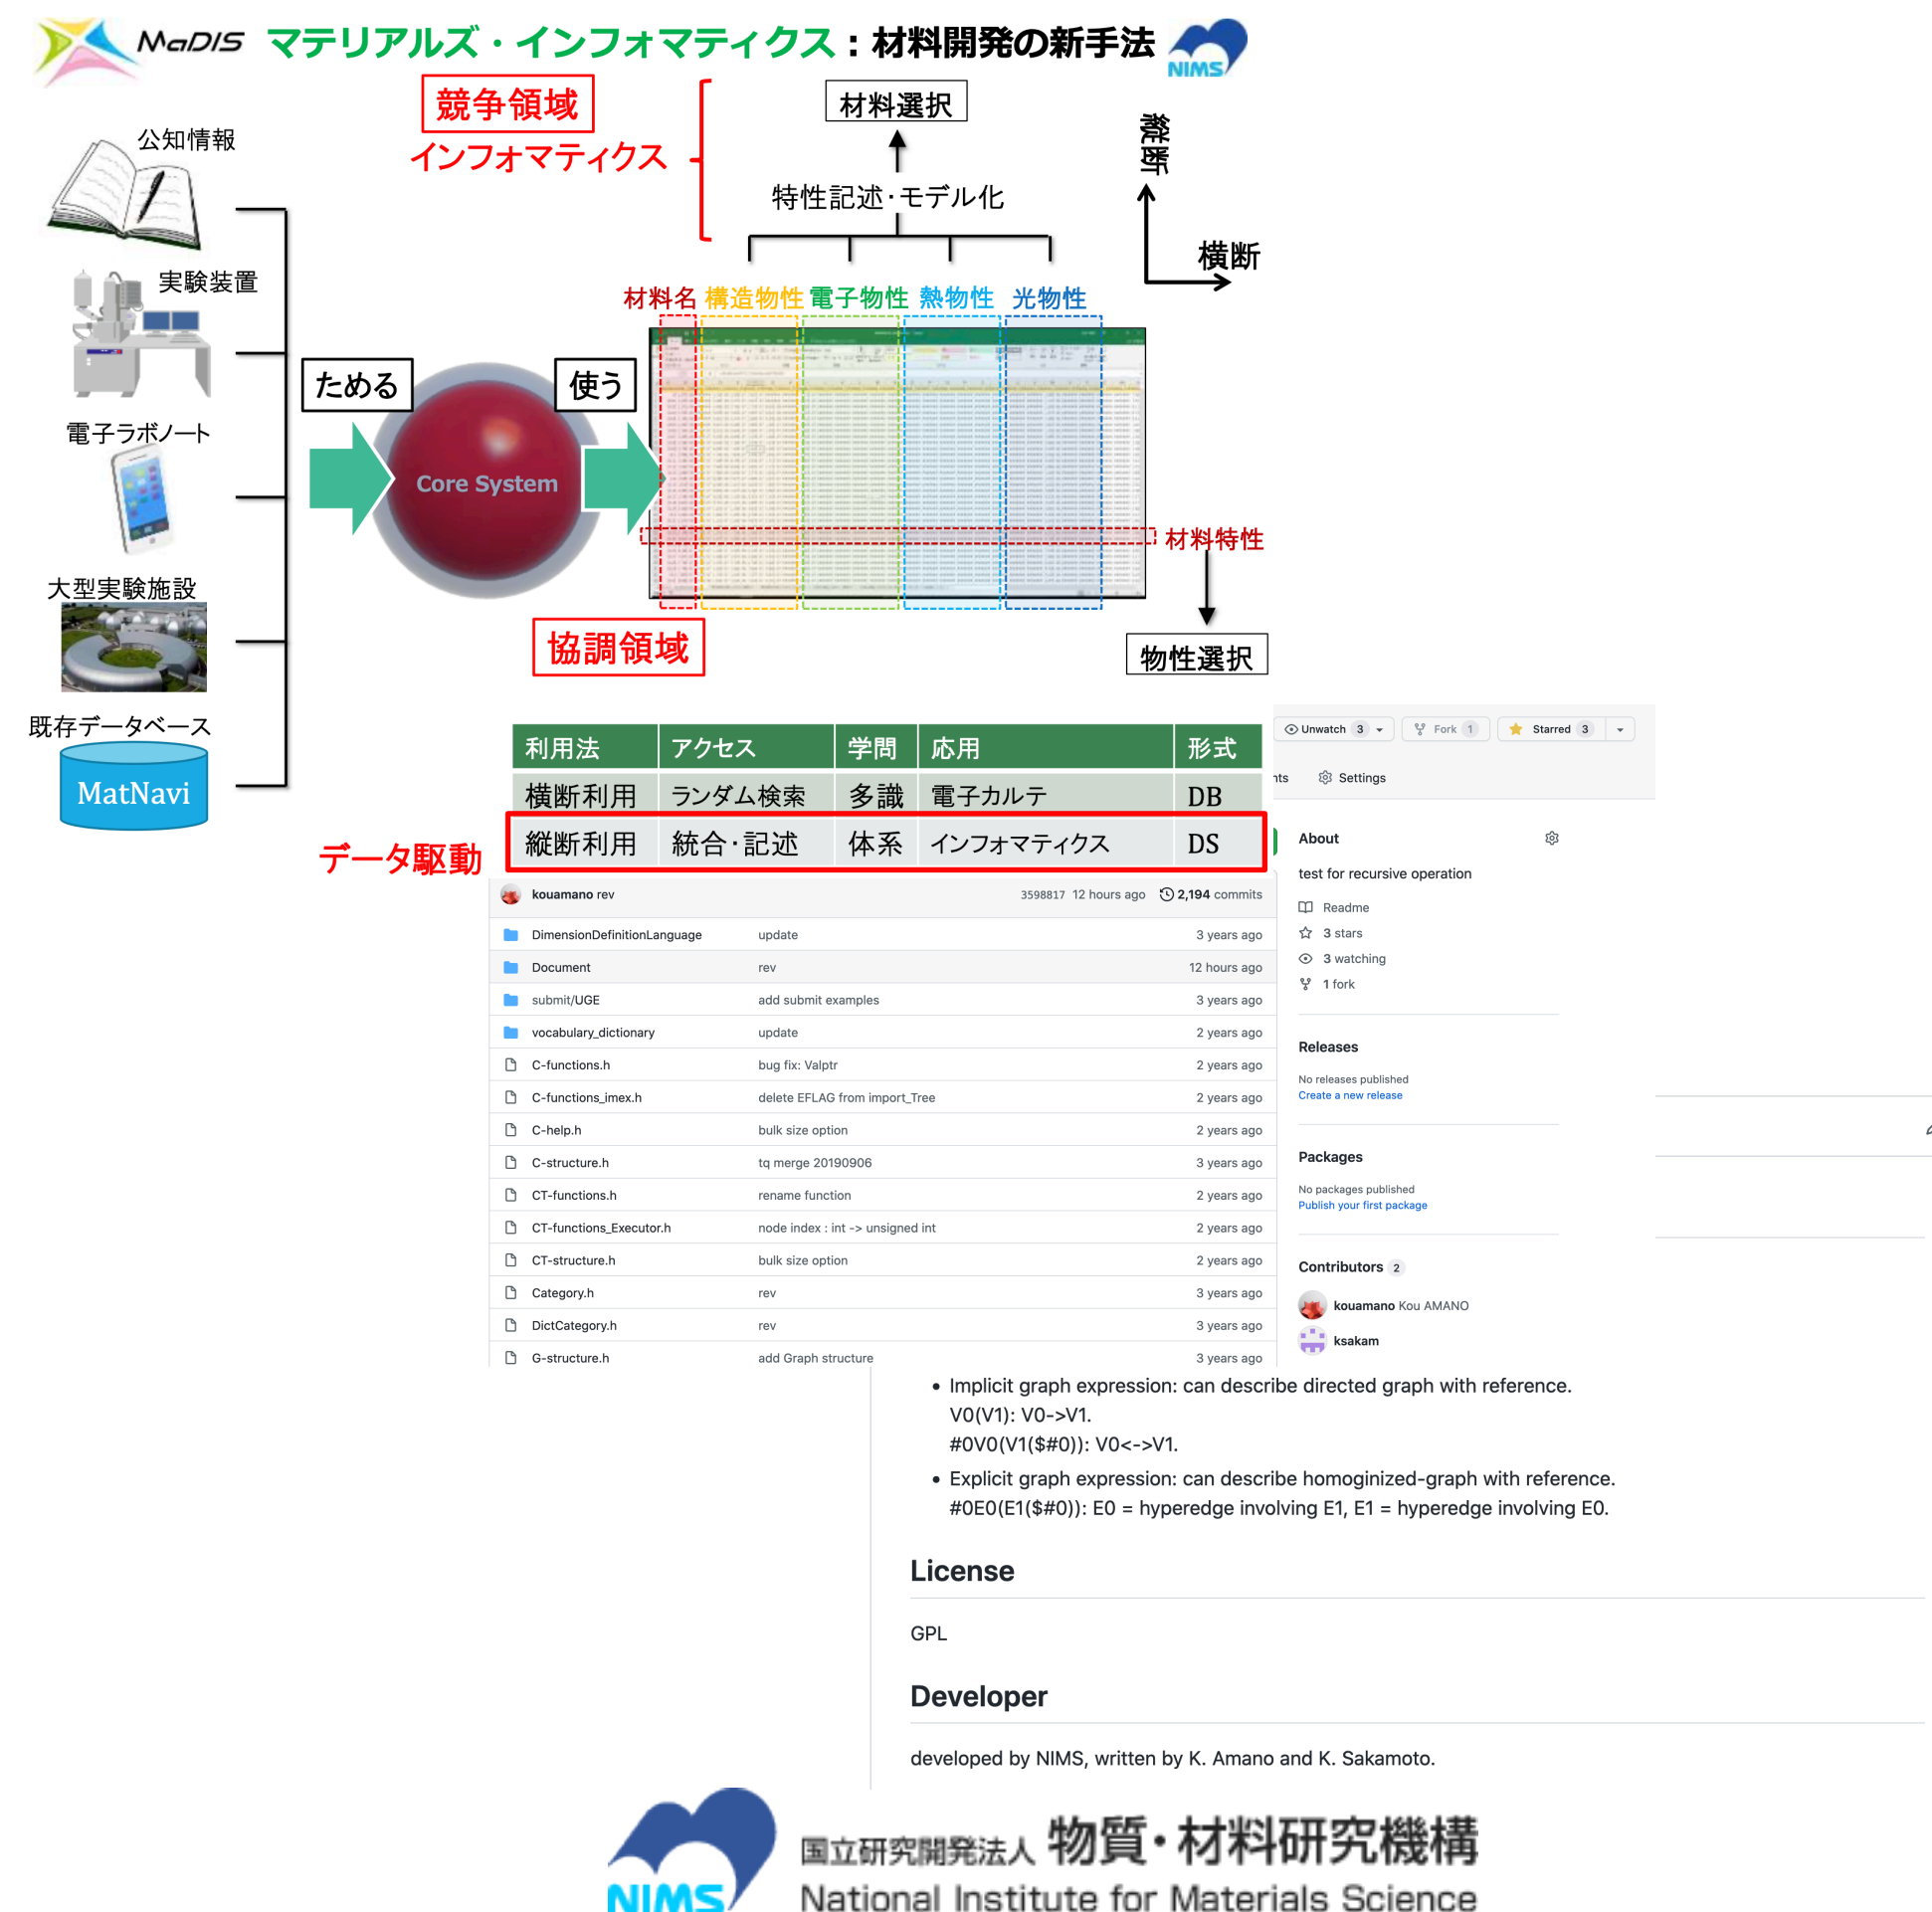 MaDIS マテリアルズ・インフォマティクス：材料開発の新手法 NIMS
競争領域
インフォマティクス
材料選択
特性記述・モデル化
縦断
横断
公知情報
実験装置
電子ラボノート
大型実験施設
既存データベース
MatNavi
ためる
Core System
使う
材料名 構造物性 電子物性 熱物性 光物性
材料特性
物性選択
協調領域
利用法 アクセス 学問 応用 形式
横断利用 ランダム検索 多識 電子カルテ DB
縦断利用 統合・記述 体系 インフォマティクス DS
データ駆動
Unwatch 3 Fork 1 Starred 3
nts Settings
kouamano rev 3598817 12 hours ago 2,194 commits
DimensionDefinitionLanguage update 3 years ago
Document rev 12 hours ago
submit/UGE add submit examples 3 years ago
vocabulary_dictionary update 2 years ago
C-functions.h bug fix: Valptr 2 years ago
C-functions_imex.h delete EFLAG from import_Tree 2 years ago
C-help.h bulk size option 2 years ago
C-structure.h tq merge 20190906 3 years ago
CT-functions.h rename function 2 years ago
CT-functions_Executor.h node index : int -> unsigned int 2 years ago
CT-structure.h bulk size option 2 years ago
Category.h rev 3 years ago
DictCategory.h rev 3 years ago
G-structure.h add Graph structure 3 years ago
About
test for recursive operation
Readme
3 stars
3 watching
1 fork
Releases
No releases published
Create a new release
Packages
No packages published
Publish your first package
Contributors 2
kouamano Kou AMANO
ksakam
• Implicit graph expression: can describe directed graph with reference.
V0(V1): V0->V1.
#0V0(V1($#0)): V0<->V1.
• Explicit graph expression: can describe homoginized-graph with reference.
#0E0(E1($#0)): E0 = hyperedge involving E1, E1 = hyperedge involving E0.
License
GPL
Developer
developed by NIMS, written by K. Amano and K. Sakamoto.
NIMS
国立研究開発法人 物質・材料研究機構
National Institute for Materials Science